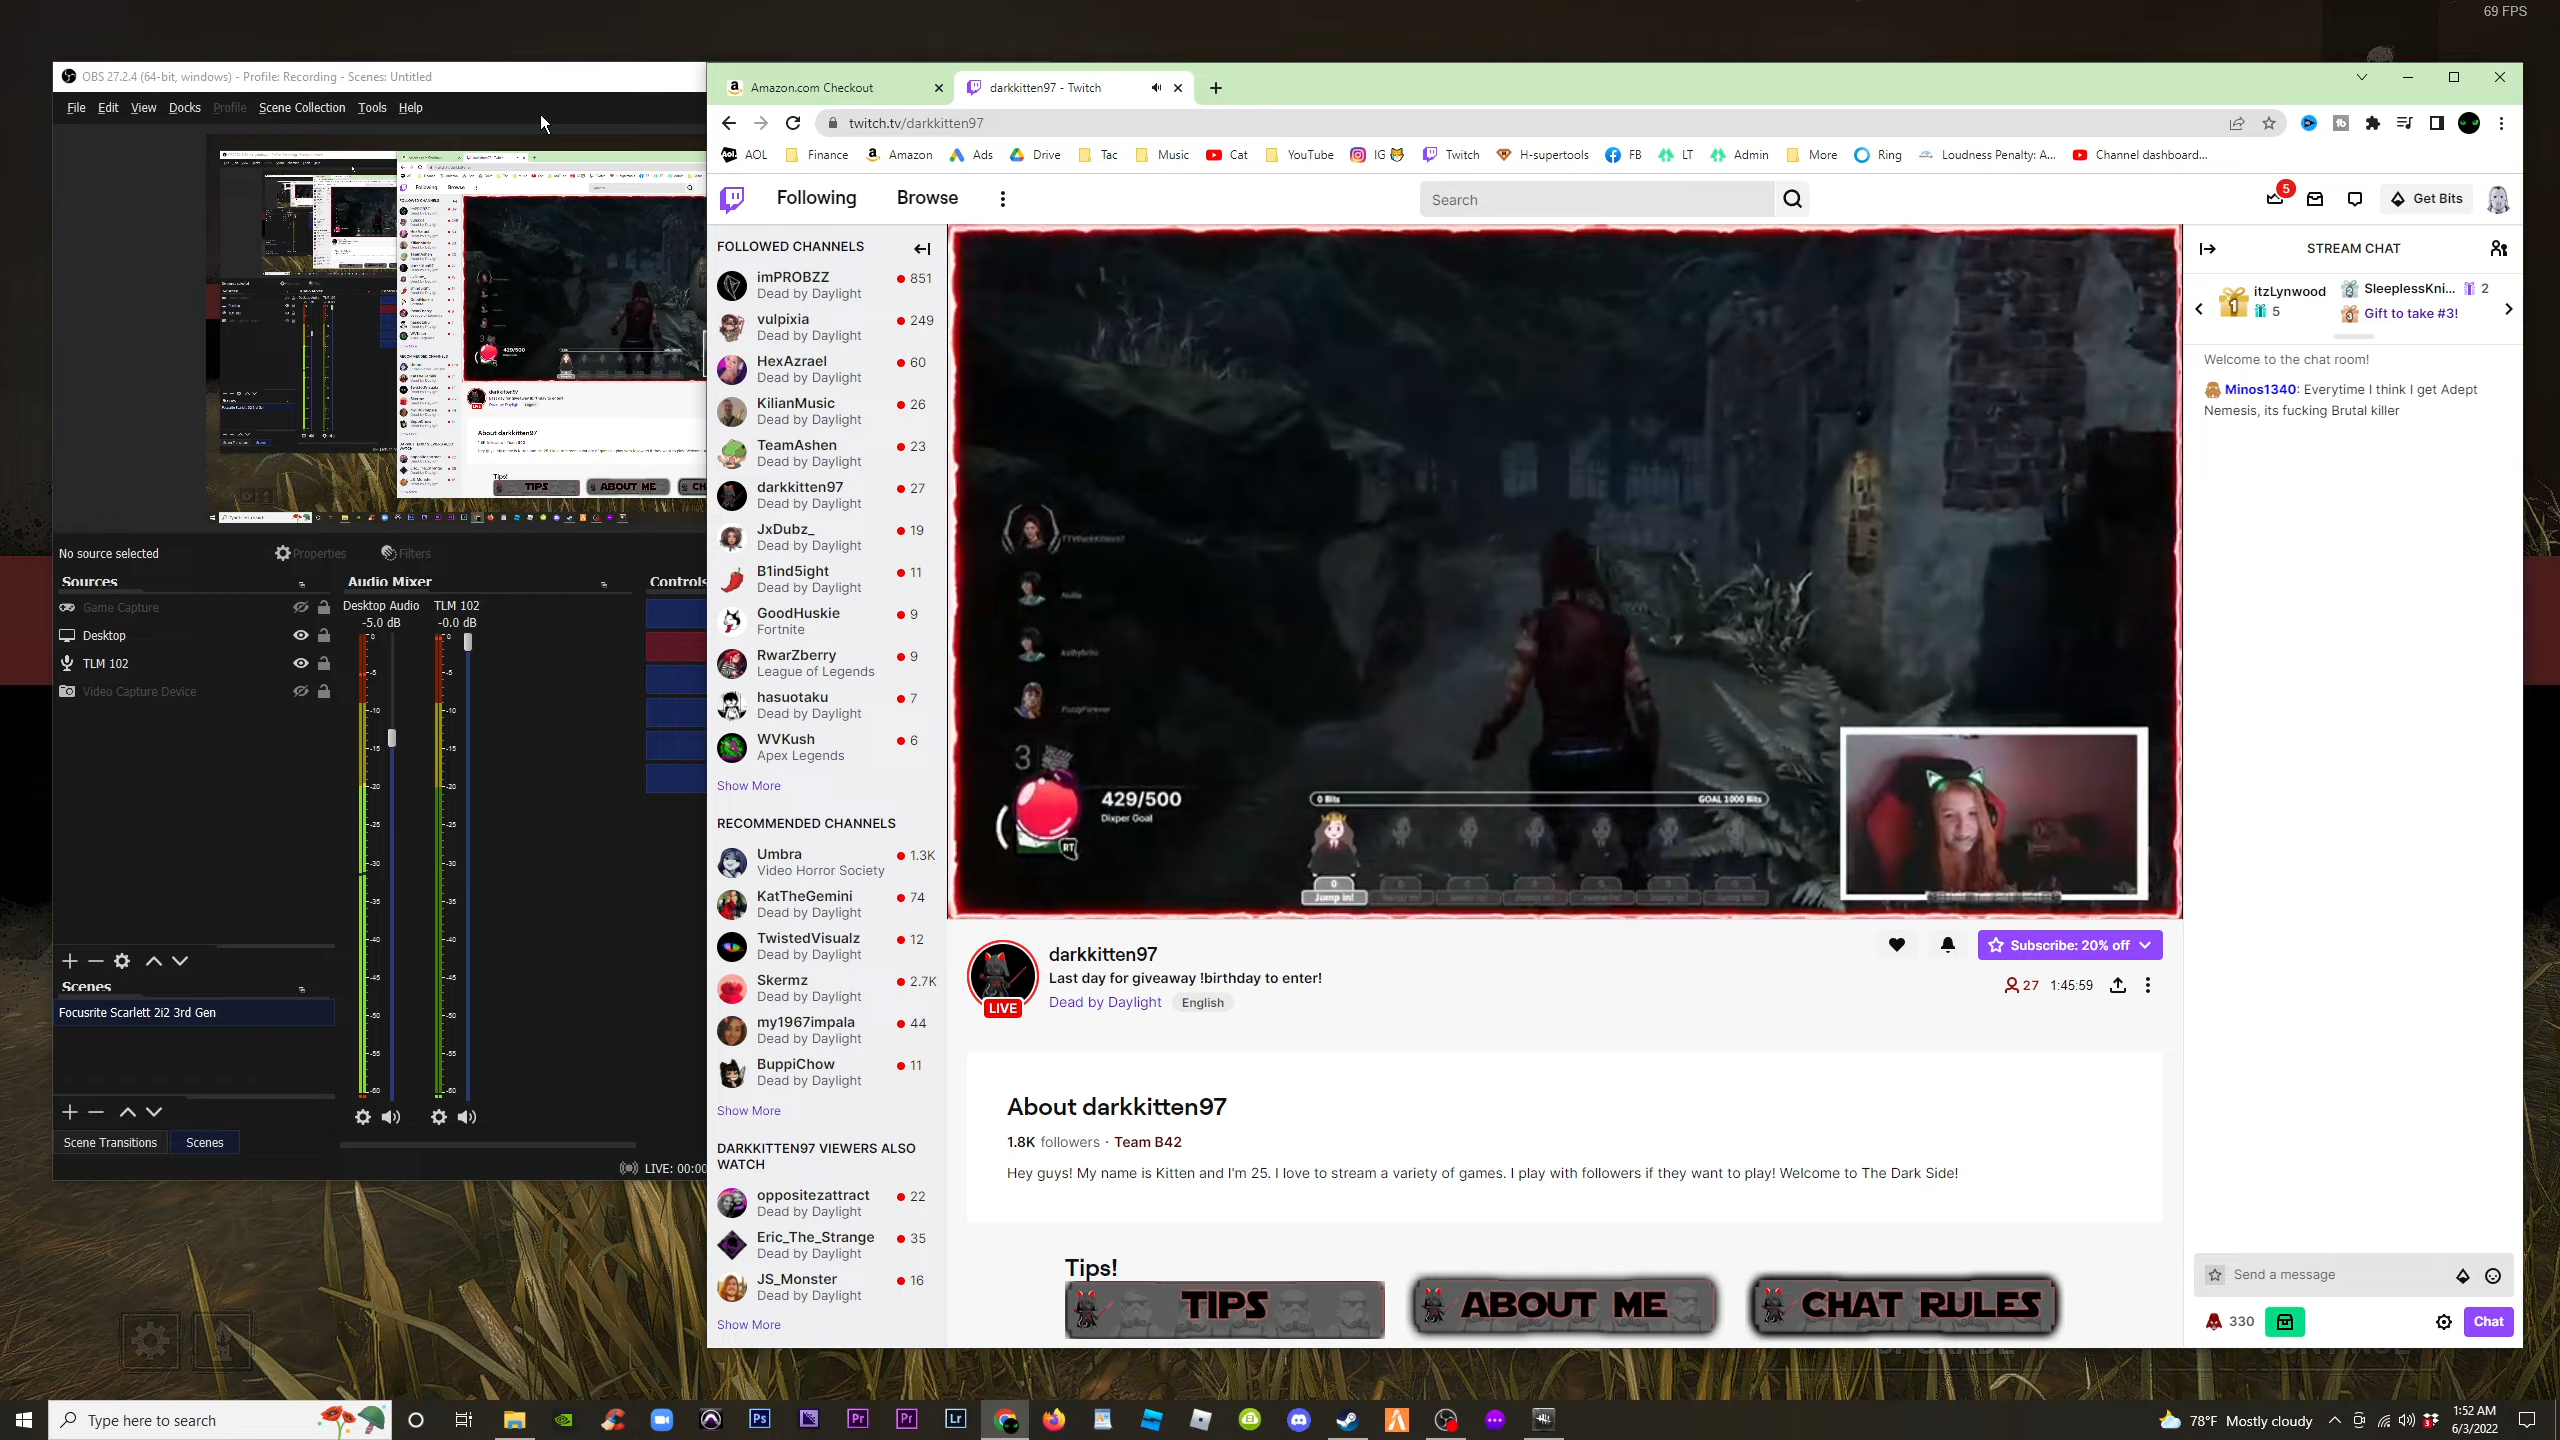 69 FPS
OBS 27.2.4 (64-bit, windows) - Profile: Recording - Scenes: Untitled
File Edit View Docks Profile Scene Collection Tools Help
No source selected
Properties
Filters
Sources
Game Capture
Desktop
TLM 102
Video Capture Device
Audio Mixer
Desktop Audio
-5.0 dB
TLM 102
-0.0 dB
Controls
Scenes
Focusrite Scarlett 2i2 3rd Gen
Scene Transitions
Scenes
LIVE: 00:00
Amazon.com Checkout
darkkitten97 - Twitch
twitch.tv/darkkitten97
AOL Finance Amazon Ads Drive Tac Music Cat YouTube IG Twitch H-supertools FB LT Admin More Ring Loudness Penalty: A... Channel dashboard...
Following
Browse
Search
5
Get Bits
FOLLOWED CHANNELS
imPROBZZ 851
Dead by Daylight
vulpixia 249
Dead by Daylight
HexAzrael 60
Dead by Daylight
KilianMusic 26
Dead by Daylight
TeamAshen 23
Dead by Daylight
darkkitten97 27
Dead by Daylight
JxDubz_ 19
Dead by Daylight
B1ind5ight 11
Dead by Daylight
GoodHuskie 9
Fortnite
RwarZberry 9
League of Legends
hasuotaku 7
Dead by Daylight
WVKush 6
Apex Legends
Show More
RECOMMENDED CHANNELS
Umbra 1.3K
Video Horror Society
KatTheGemini 74
Dead by Daylight
TwistedVisualz 12
Dead by Daylight
Skermz 2.7K
Dead by Daylight
my1967impala 44
Dead by Daylight
BuppiChow 11
Dead by Daylight
Show More
DARKKITTEN97 VIEWERS ALSO
WATCH
oppositezattract 22
Dead by Daylight
Eric_The_Strange 35
Dead by Daylight
JS_Monster 16
Dead by Daylight
Show More
3
429/500
Dixper Goal
RT
0 Bits
GOAL 1000 Bits
0
Jump in!
LIVE
darkkitten97
Last day for giveaway !birthday to enter!
Dead by Daylight English
Subscribe: 20% off
27 1:45:59
About darkkitten97
1.8K followers · Team B42
Hey guys! My name is Kitten and I'm 25. I love to stream a variety of games. I play with followers if they want to play! Welcome to The Dark Side!
Tips!
TIPS
ABOUT ME
CHAT RULES
STREAM CHAT
itzLynwood
5
SleeplessKni... 2
Gift to take #3!
Welcome to the chat room!
Minos1340: Everytime I think I get Adept
Nemesis, its fucking Brutal killer
Send a message
330
Chat
Type here to search
78°F Mostly cloudy
1:52 AM
6/3/2022